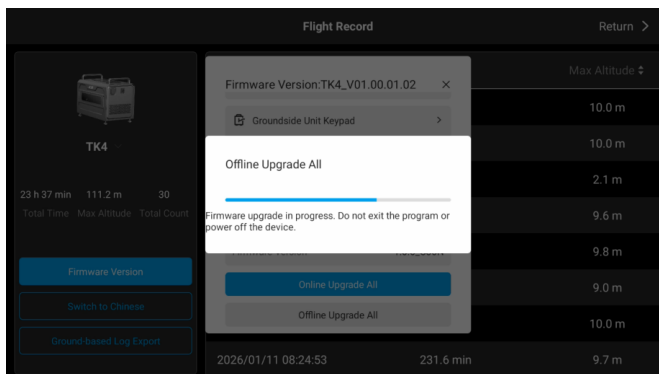 Flight Record
Return >
Max Altitude
Firmware Version:TK4_V01.00.01.02 ×
10.0 m
Groundside Unit Keypad >
TK4
10.0 m
Offline Upgrade All
2.1 m
23 h 37 min 111.2 m 30
Total Time Max Altitude Total Count
Firmware upgrade in progress. Do not exit the program or
power off the device.
9.6 m
9.8 m
Firmware Version
Online Upgrade All
9.0 m
Switch to Chinese
Offline Upgrade All
10.0 m
Ground-based Log Export
2026/01/11 08:24:53 231.6 min 9.7 m